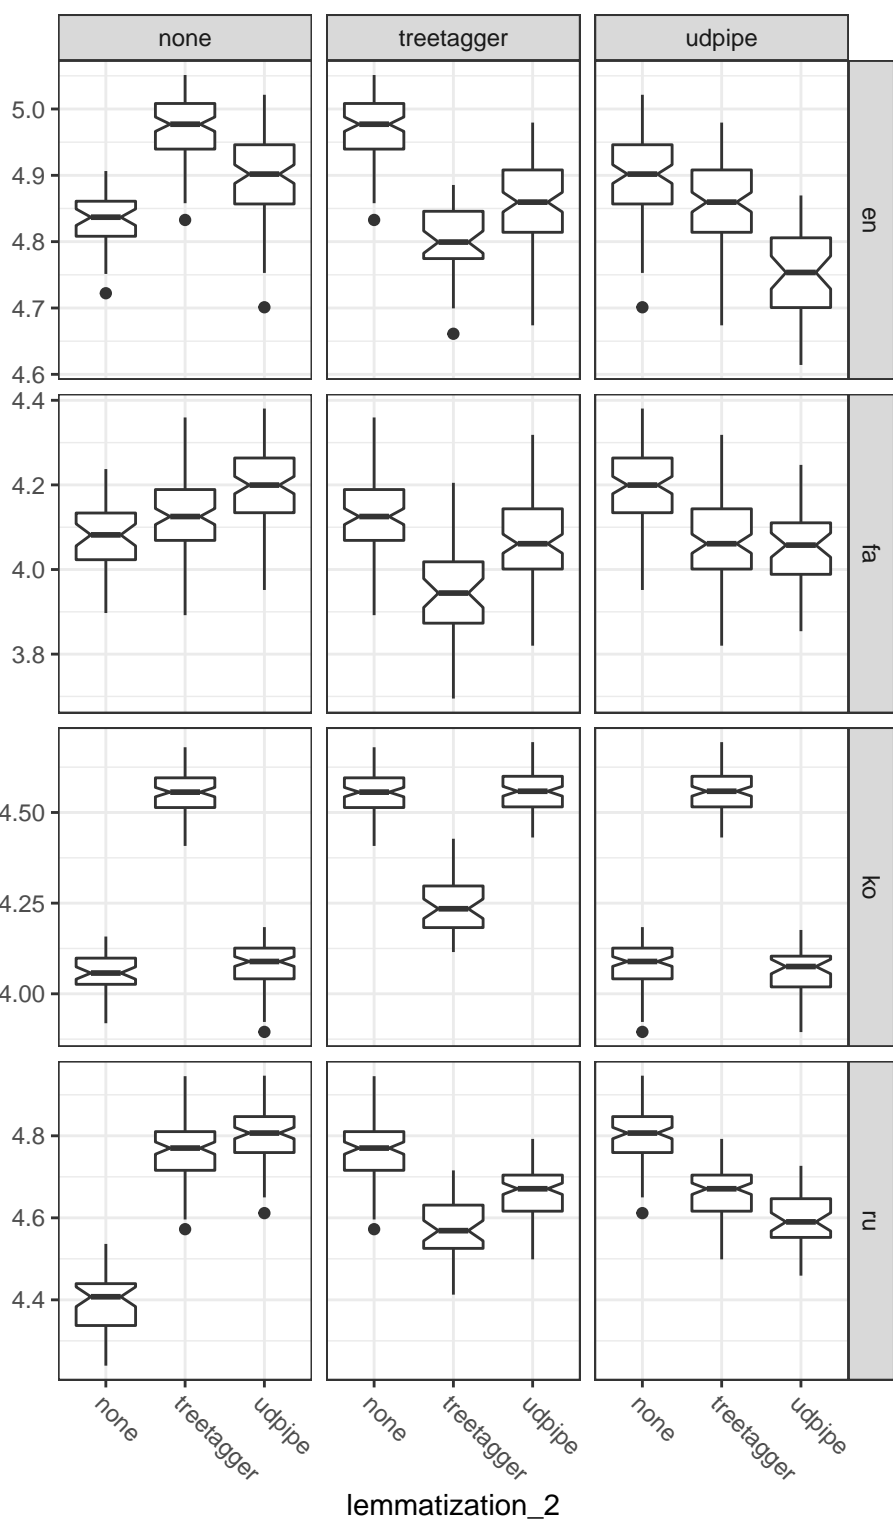 none treetagger udpipe
5.0
4.9
4.8
4.7
4.6
en
4.4
4.2
4.0
3.8
fa
4.50
4.25
4.00
ko
4.8
4.6
4.4
ru
none treetagger udpipe none treetagger udpipe none treetagger udpipe
lemmatization_2